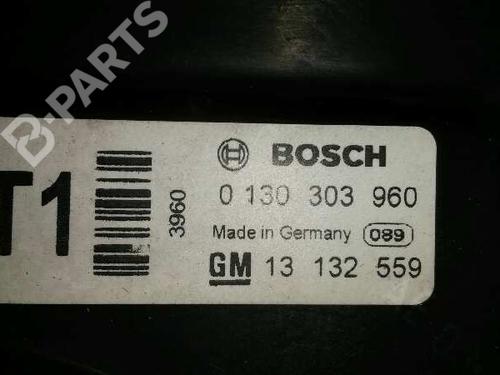 B-PARTS
T1
3960
BOSCH
0 130 303 960
Made in Germany 089
GM 13 132 559